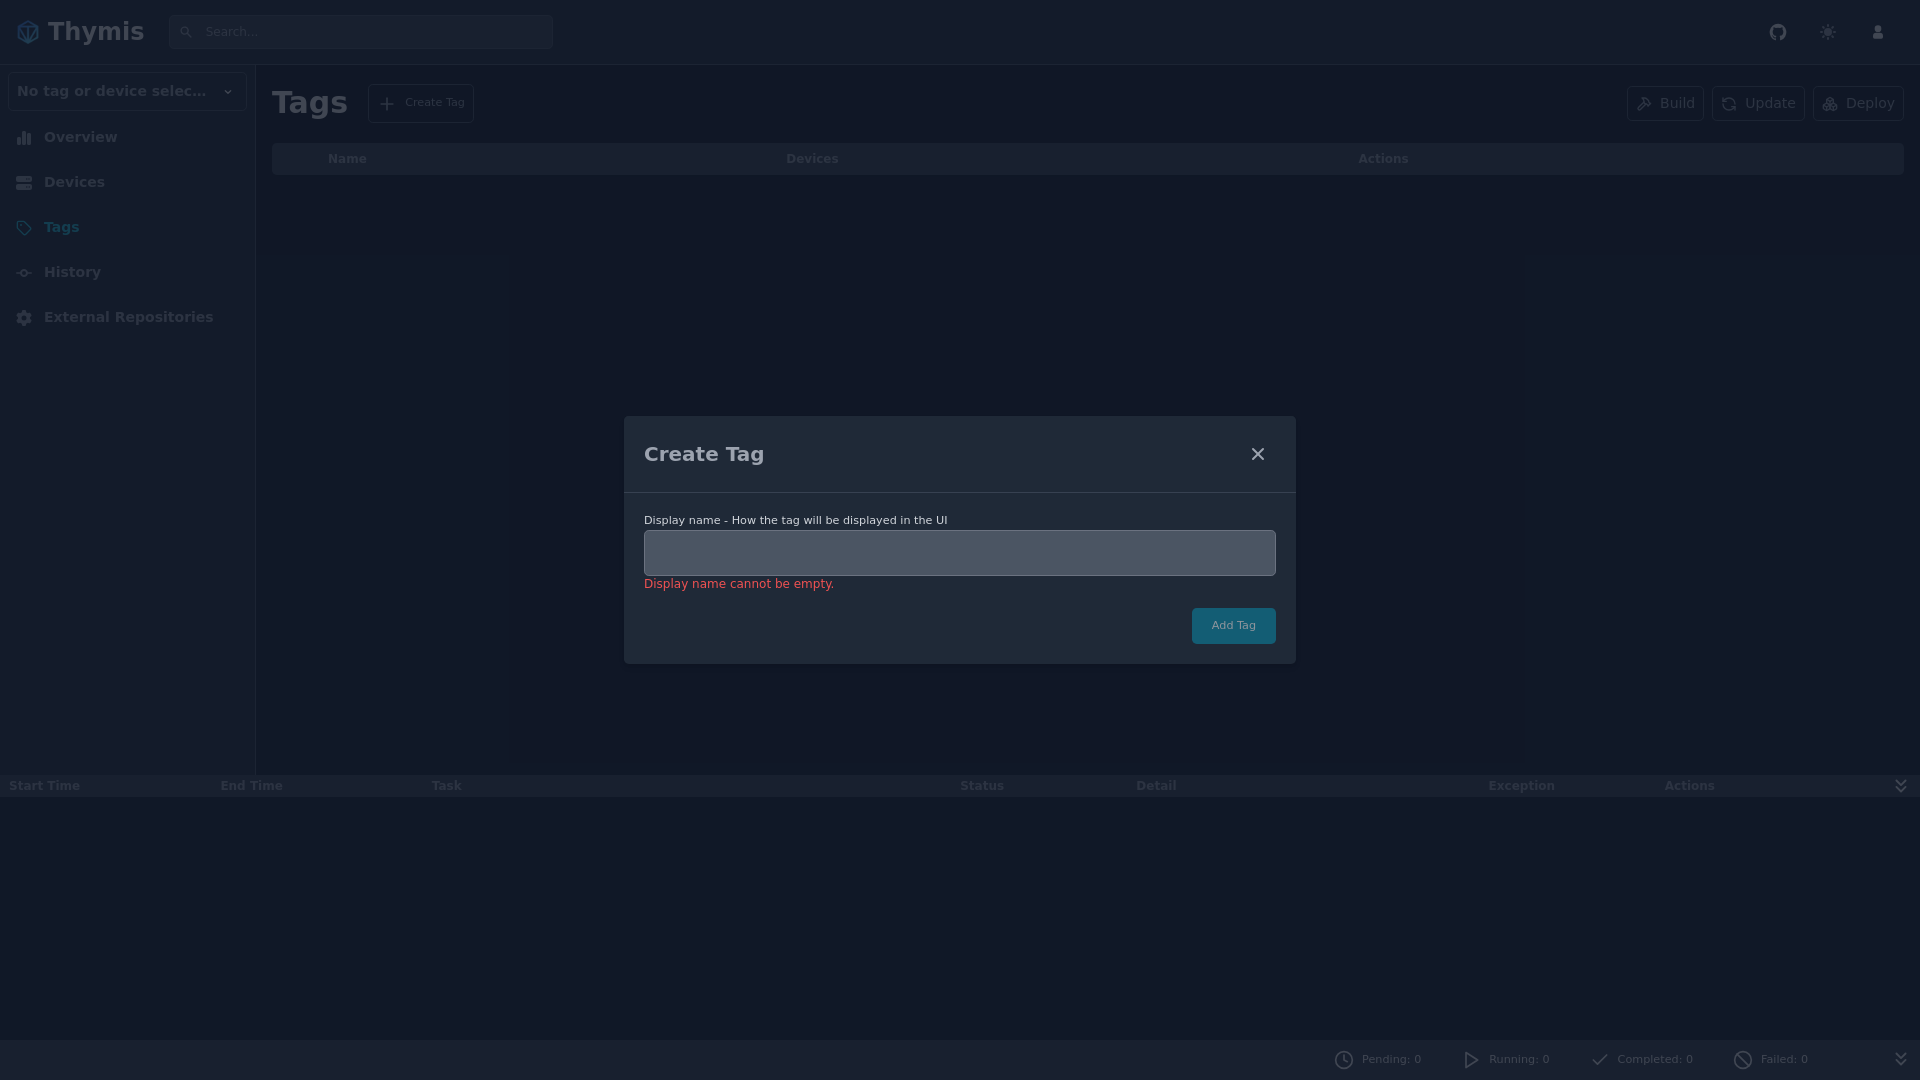 Thymis
Search...
No tag or device selec...
Overview
Devices
Tags
History
External Repositories
Tags
Create Tag
Build
Update
Deploy
Name Devices Actions
Create Tag
Display name - How the tag will be displayed in the UI
Display name cannot be empty.
Add Tag
Start Time End Time Task Status Detail Exception Actions
Pending: 0 Running: 0 Completed: 0 Failed: 0